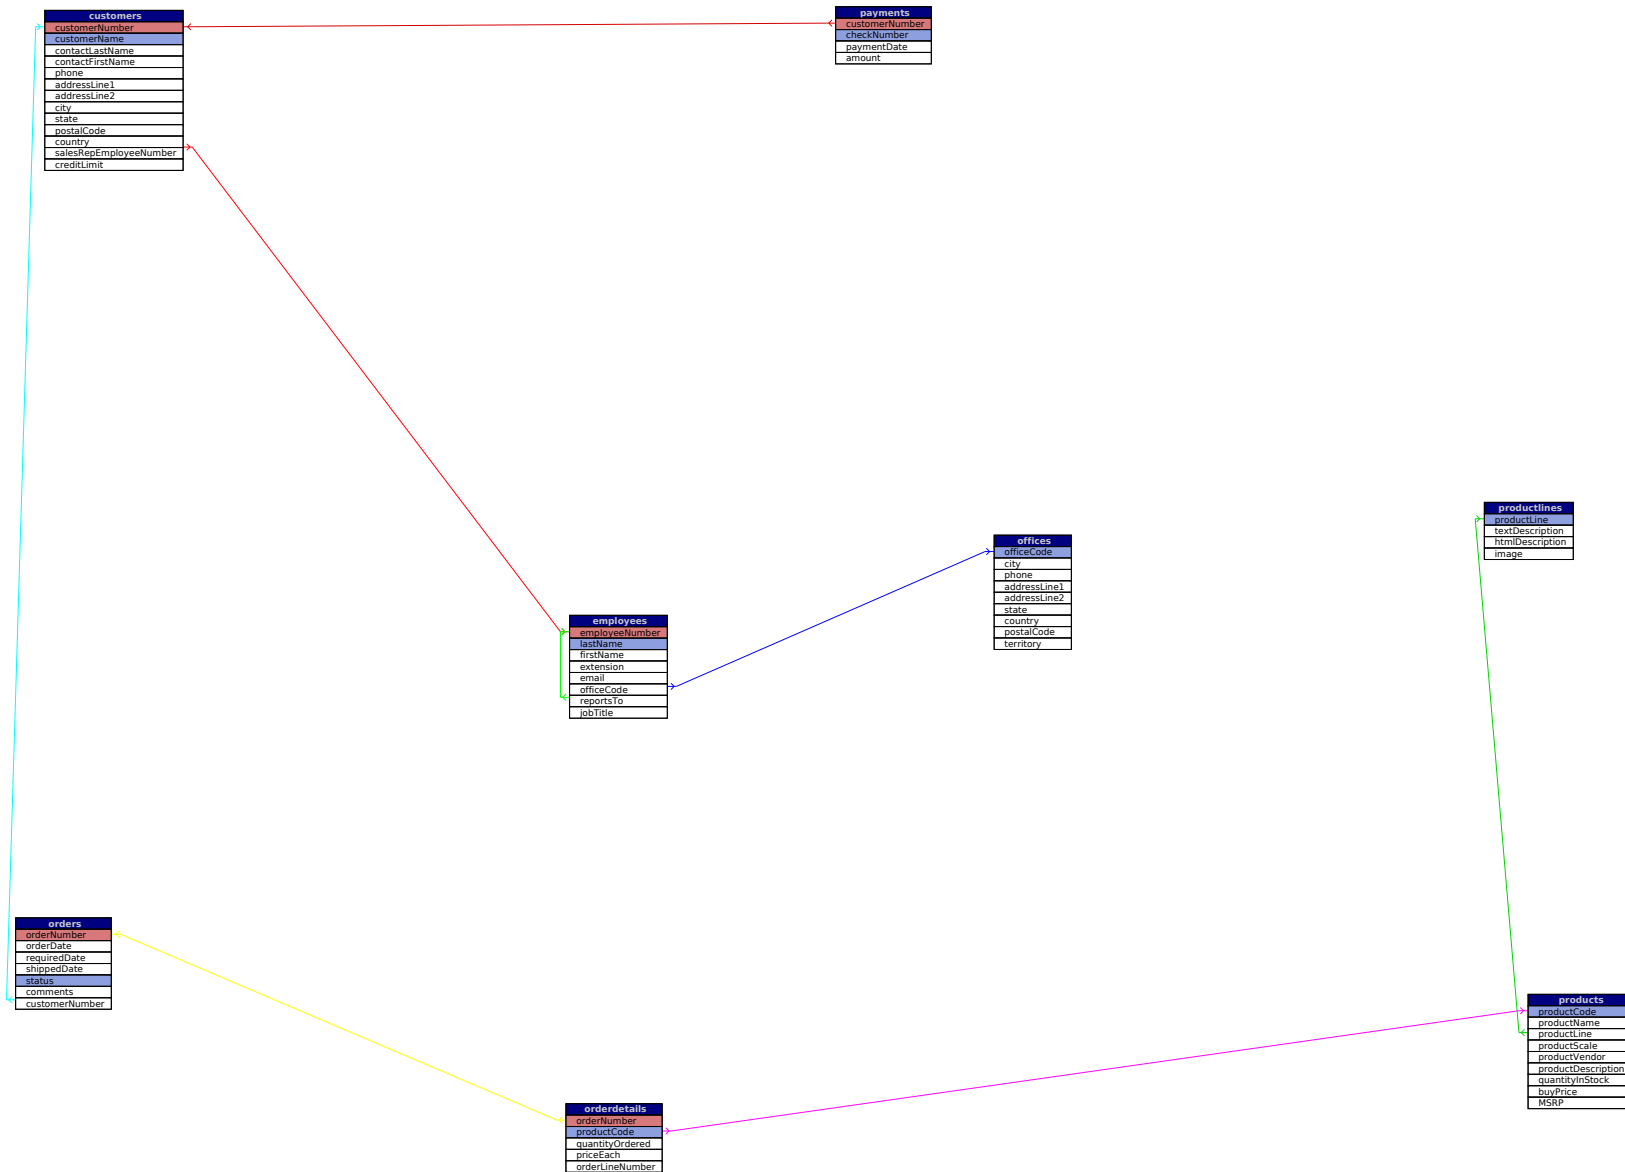 customers
customerNumber
customerName
contactLastName
contactFirstName
phone
addressLine1
addressLine2
city
state
postalCode
country
salesRepEmployeeNumber
creditLimit
payments
customerNumber
checkNumber
paymentDate
amount
productlines
productLine
textDescription
htmlDescription
image
offices
officeCode
city
phone
addressLine1
addressLine2
state
country
postalCode
territory
employees
employeeNumber
lastName
firstName
extension
email
officeCode
reportsTo
jobTitle
orders
orderNumber
orderDate
requiredDate
shippedDate
status
comments
customerNumber
products
productCode
productName
productLine
productScale
productVendor
productDescription
quantityInStock
buyPrice
MSRP
orderdetails
orderNumber
productCode
quantityOrdered
priceEach
orderLineNumber